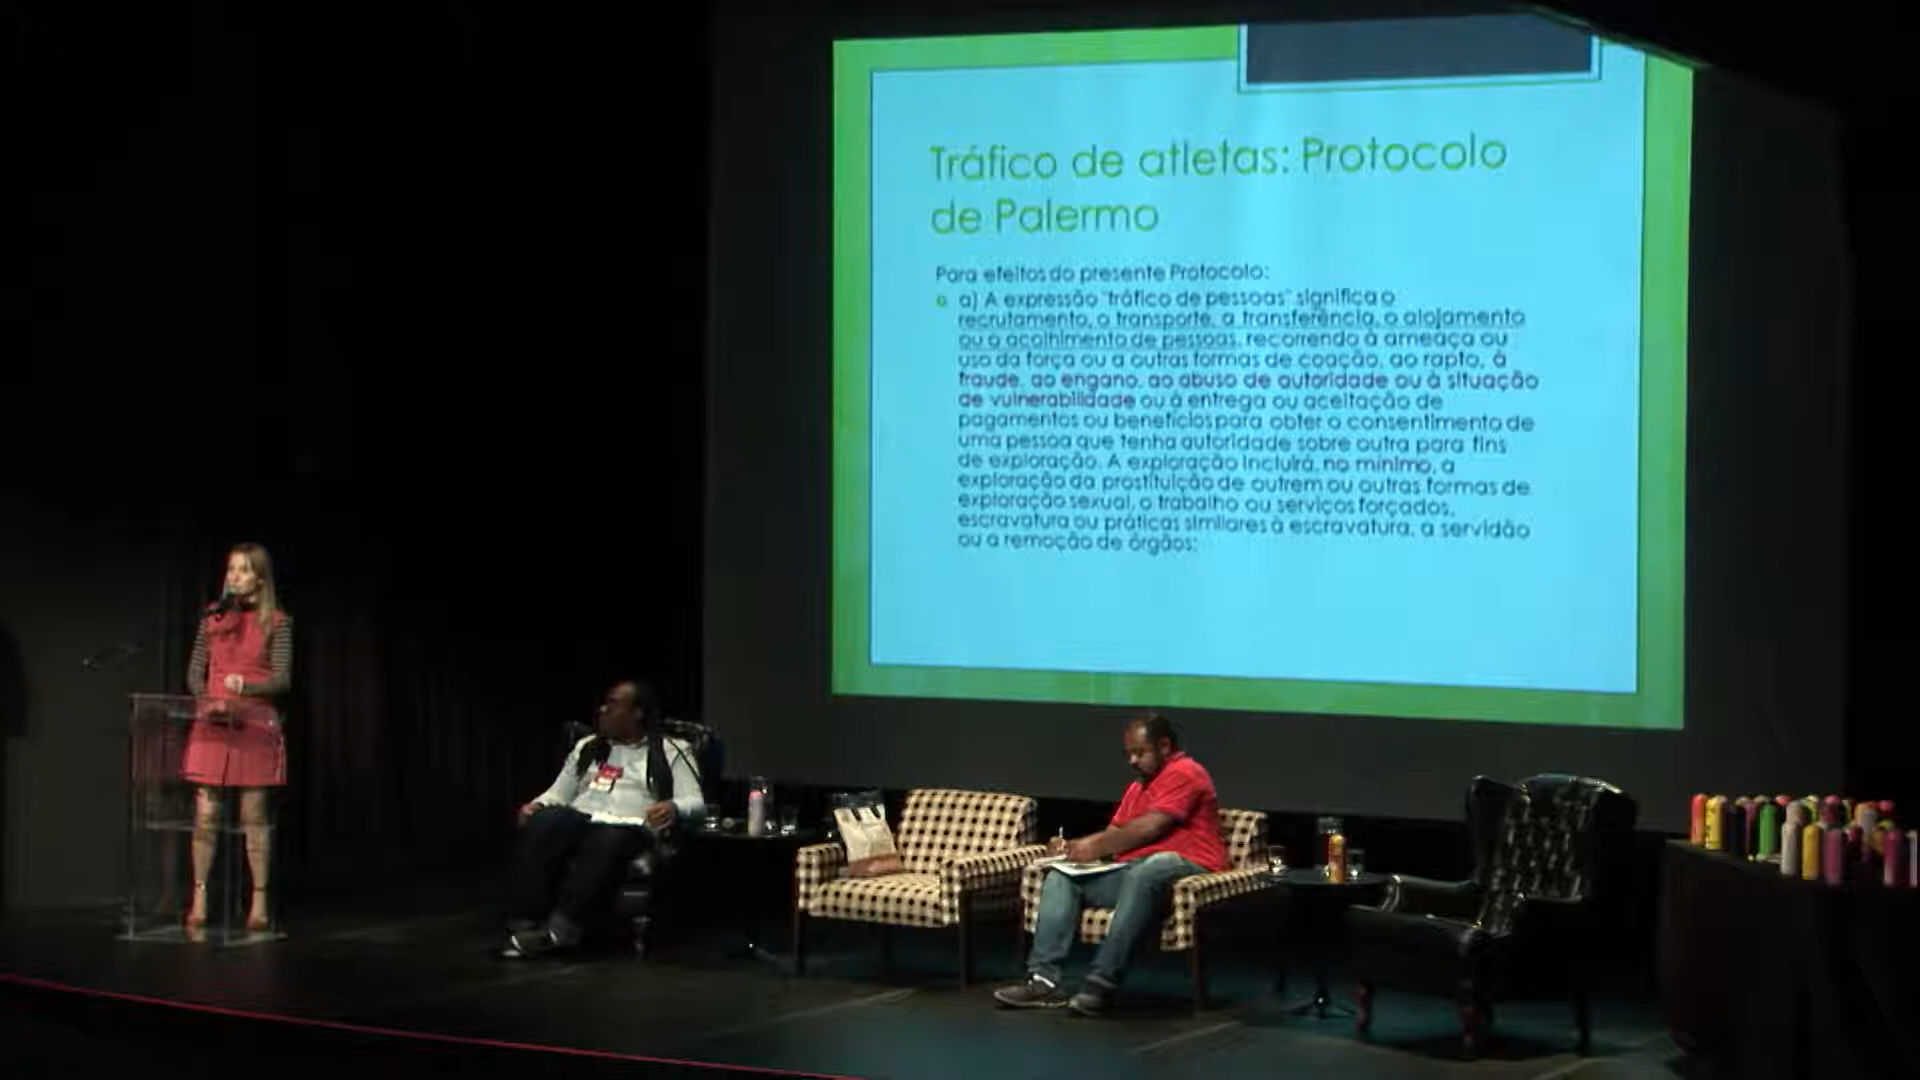 Tráfico de atletas: Protocolo
de Palermo
Para efeitos do presente Protocolo:
a) A expressão "tráfico de pessoas" significa o
recrutamento, o transporte, a transferência, o alojamento
ou o acolhimento de pessoas, recorrendo à ameaça ou
uso da força ou a outras formas de coação, ao rapto, à
fraude, ao engano, ao abuso de autoridade ou à situação
de vulnerabilidade ou à entrega ou aceitação de
pagamentos ou benefícios para obter o consentimento de
uma pessoa que tenha autoridade sobre outra para fins
de exploração. A exploração incluirá, no mínimo, a
exploração da prostituição de outrem ou outras formas de
exploração sexual, o trabalho ou serviços forçados,
escravatura ou práticas similares à escravatura, a servidão
ou a remoção de órgãos;